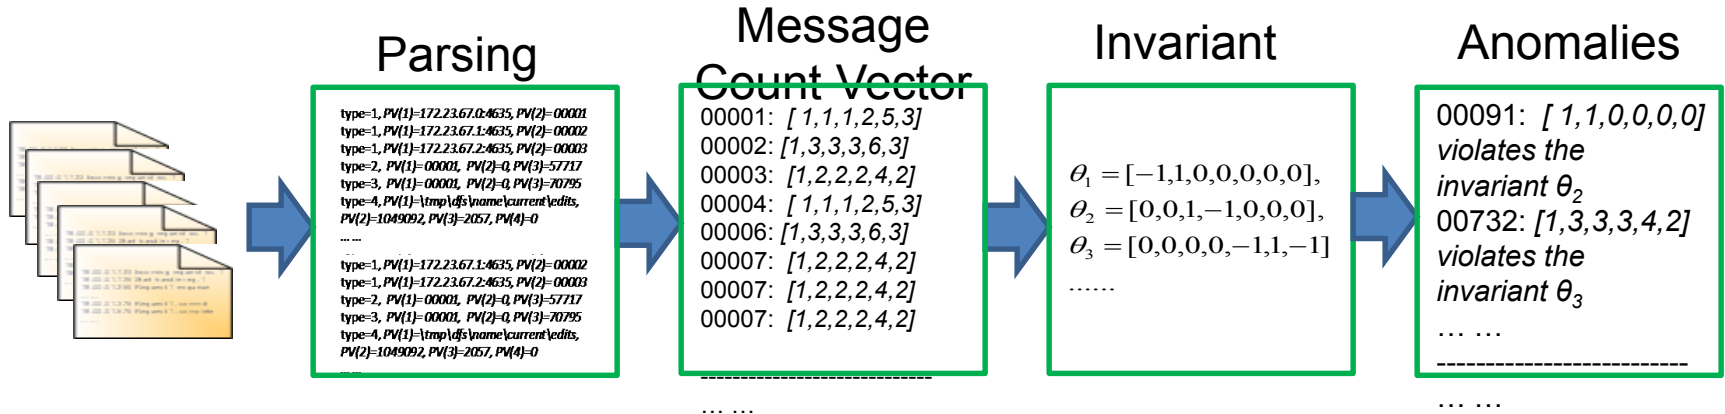 Parsing
type=1, PV(1)=172.23.67.0:4635, PV(2)= 00001
type=1, PV(1)=172.23.67.1:4635, PV(2)= 00002
type=1, PV(1)=172.23.67.2:4635, PV(2)= 00003
type=2, PV(1)= 00001, PV(2)=0, PV(3)=57717
type=3, PV(1)= 00001, PV(2)=0, PV(3)=70795
type=4, PV(1)=\tmp\dfs\name\current\edits,
PV(2)=1049092, PV(3)=2057, PV(4)=0
... ...
type=1, PV(1)=172.23.67.1:4635, PV(2)= 00002
type=1, PV(1)=172.23.67.2:4635, PV(2)= 00003
type=2, PV(1)= 00001, PV(2)=0, PV(3)=57717
type=3, PV(1)= 00001, PV(2)=0, PV(3)=70795
type=4, PV(1)=\tmp\dfs\name\current\edits,
PV(2)=1049092, PV(3)=2057, PV(4)=0
... ...
Message
Count Vector
00001: [ 1,1,1,2,5,3]
00002: [1,3,3,3,6,3]
00003: [1,2,2,2,4,2]
00004: [ 1,1,1,2,5,3]
00006: [1,3,3,3,6,3]
00007: [1,2,2,2,4,2]
00007: [1,2,2,2,4,2]
00007: [1,2,2,2,4,2]
-----------------------------
... ...
Invariant
θ₁ = [−1,1,0,0,0,0,0],
θ₂ = [0,0,1,−1,0,0,0],
θ₃ = [0,0,0,0,−1,1,−1]
......
Anomalies
00091: [ 1,1,0,0,0,0]
violates the
invariant θ₂
00732: [1,3,3,3,4,2]
violates the
invariant θ₃
... ...
---------------------------
... ...